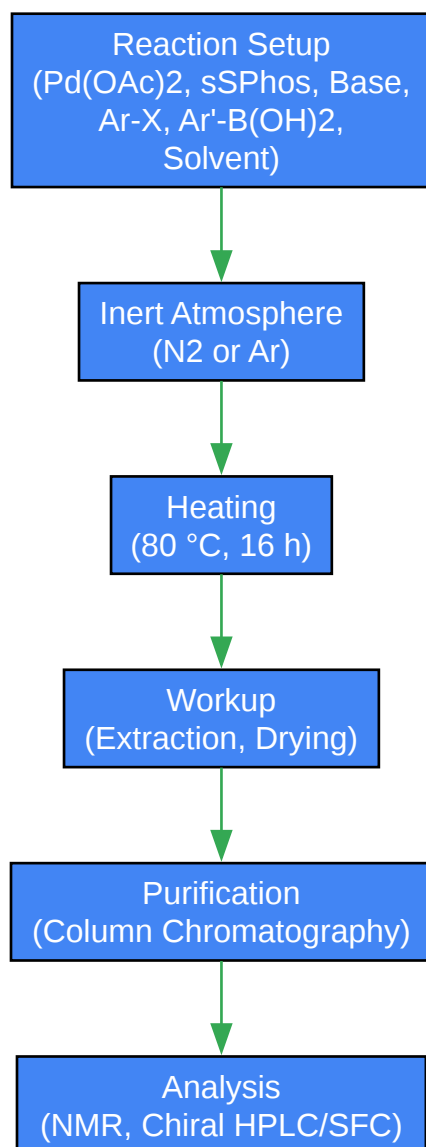 Reaction Setup
(Pd(OAc)2, sSPhos, Base,
Ar-X, Ar'-B(OH)2,
Solvent)
Inert Atmosphere
(N2 or Ar)
Heating
(80 °C, 16 h)
Workup
(Extraction, Drying)
Purification
(Column Chromatography)
Analysis
(NMR, Chiral HPLC/SFC)